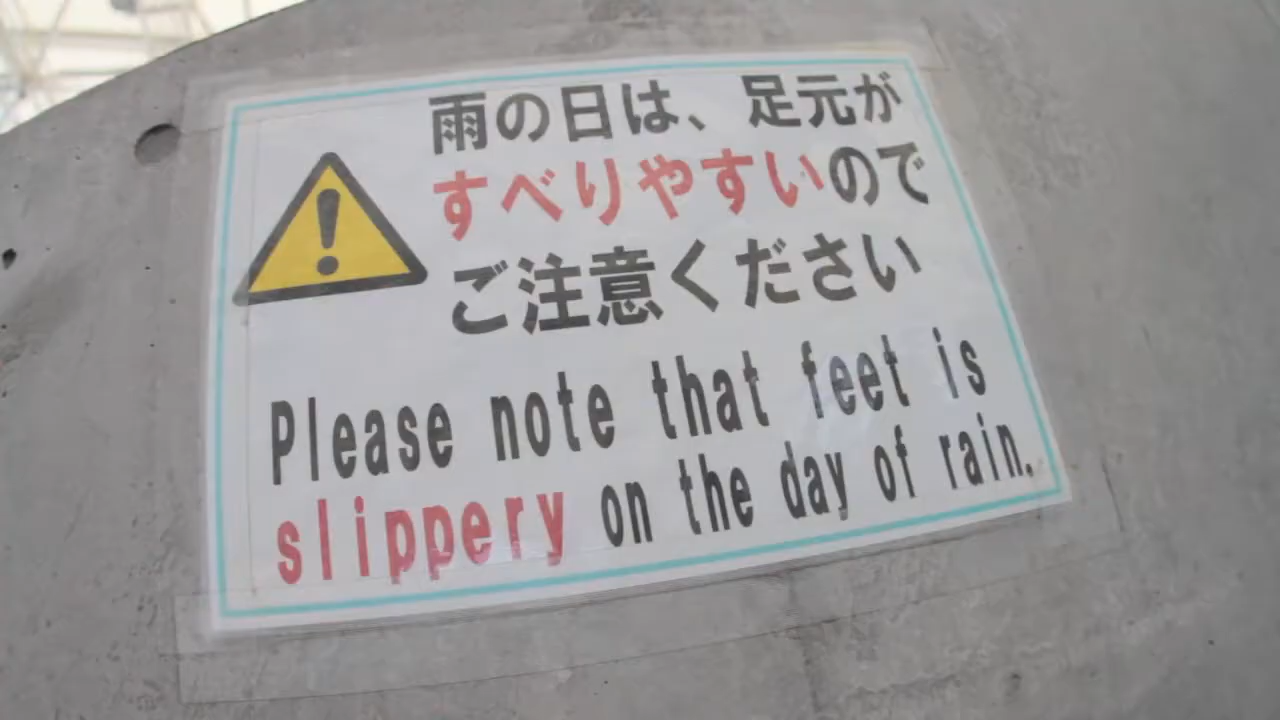 雨の日は、足元が
すべりやすいので
ご注意ください
Please note that feet is
slippery on the day of rain.